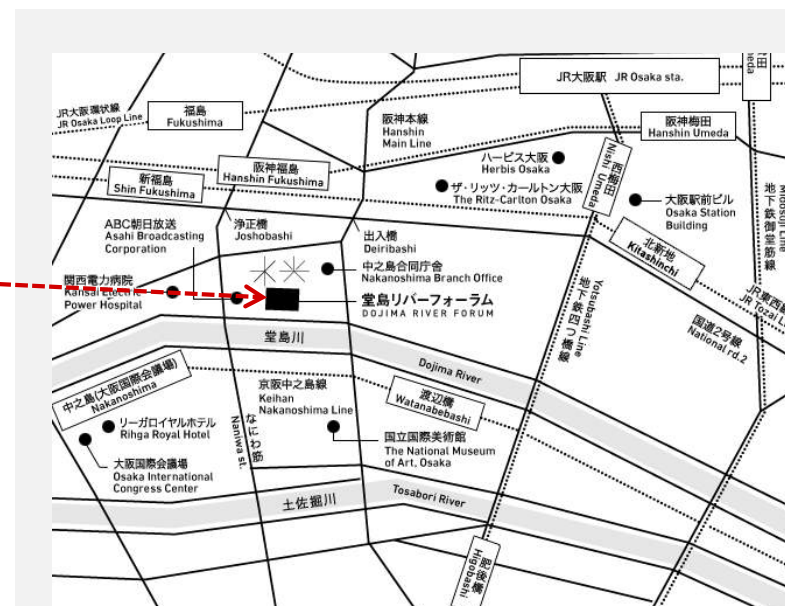 JR大阪駅 JR Osaka sta.
JR大阪環状線
JR Osaka Loop Line
福島
Fukushima
阪神本線
Hanshin
Main Line
阪神梅田
Hanshin Umeda
新福島
Shin Fukushima
阪神福島
Hanshin Fukushima
ハービス大阪
Herbis Osaka
ザ・リッツ・カールトン大阪
The Ritz-Carlton Osaka
西梅田
Nishi Umeda
大阪駅前ビル
Osaka Station
Building
地下鉄御堂筋線
ABC朝日放送
Asahi Broadcasting
Corporation
浄正橋
Joshobashi
出入橋
Deiribashi
北新地
Kitashinchi
中之島合同庁舎
Nakanoshima Branch Office
関西電力病院
Kansai Electric
Power Hospital
堂島リバーフォーラム
DOJIMA RIVER FORUM
Yotsubashi Line
地下鉄四つ橋線
国道2号線
National rd.2
堂島川
Dojima River
中之島(大阪国際会議場)
Nakanoshima
京阪中之島線
Keihan
Nakanoshima Line
渡辺橋
Watanabebashi
リーガロイヤルホテル
Rihga Royal Hotel
なにわ筋
Naniwa st.
国立国際美術館
The National Museum
of Art, Osaka
大阪国際会議場
Osaka International
Congress Center
土佐堀川
Tosabori River
肥後橋
Higobashi